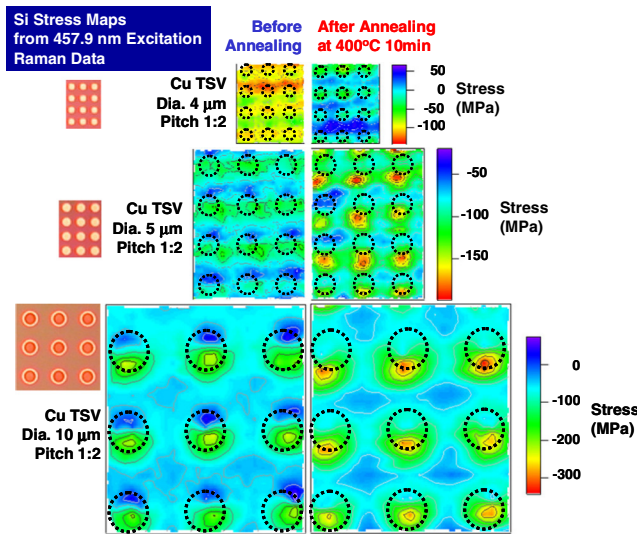 Si Stress Maps
from 457.9 nm Excitation
Raman Data
Before
Annealing
After Annealing
at 400ºC 10min
Cu TSV
Dia. 4 μm
Pitch 1:2
50
0
-50
-100
Stress
(MPa)
Cu TSV
Dia. 5 μm
Pitch 1:2
-50
-100
-150
Stress
(MPa)
Cu TSV
Dia. 10 μm
Pitch 1:2
0
-100
-200
-300
Stress
(MPa)